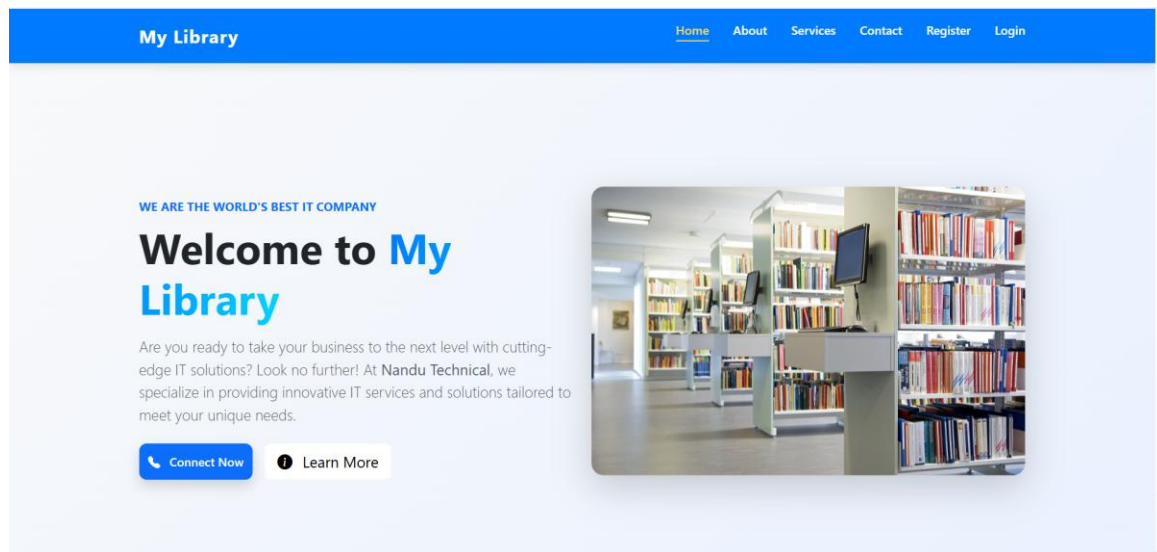 My Library
Home About Services Contact Register Login
WE ARE THE WORLD'S BEST IT COMPANY
Welcome to My
Library
Are you ready to take your business to the next level with cutting-
edge IT solutions? Look no further! At Nandu Technical, we
specialize in providing innovative IT services and solutions tailored to
meet your unique needs.
Connect Now Learn More